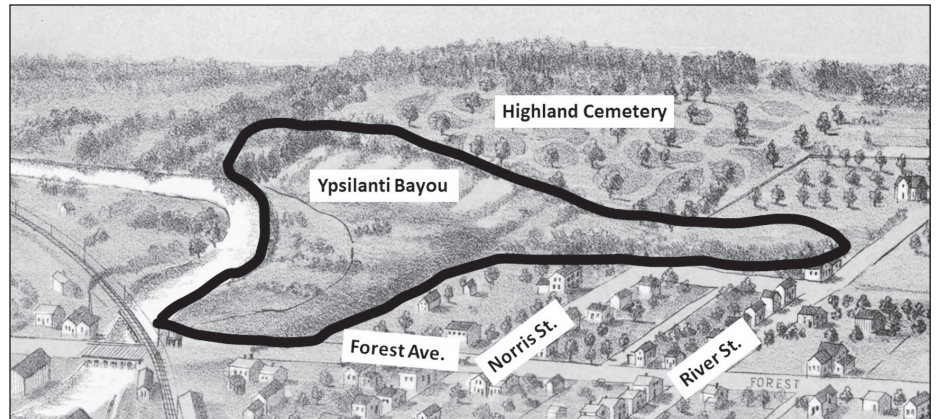 Highland Cemetery
Ypsilanti Bayou
Forest Ave.
Norris St.
River St.
FOREST